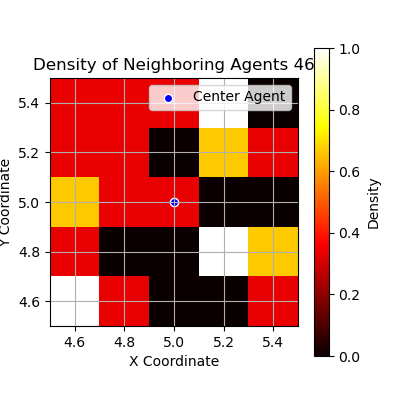 Density of Neighboring Agents 46
Center Agent
Y Coordinate
5.4
5.2
5.0
4.8
4.6
4.6 4.8 5.0 5.2 5.4
X Coordinate
1.0
0.8
0.6
0.4
0.2
0.0
Density